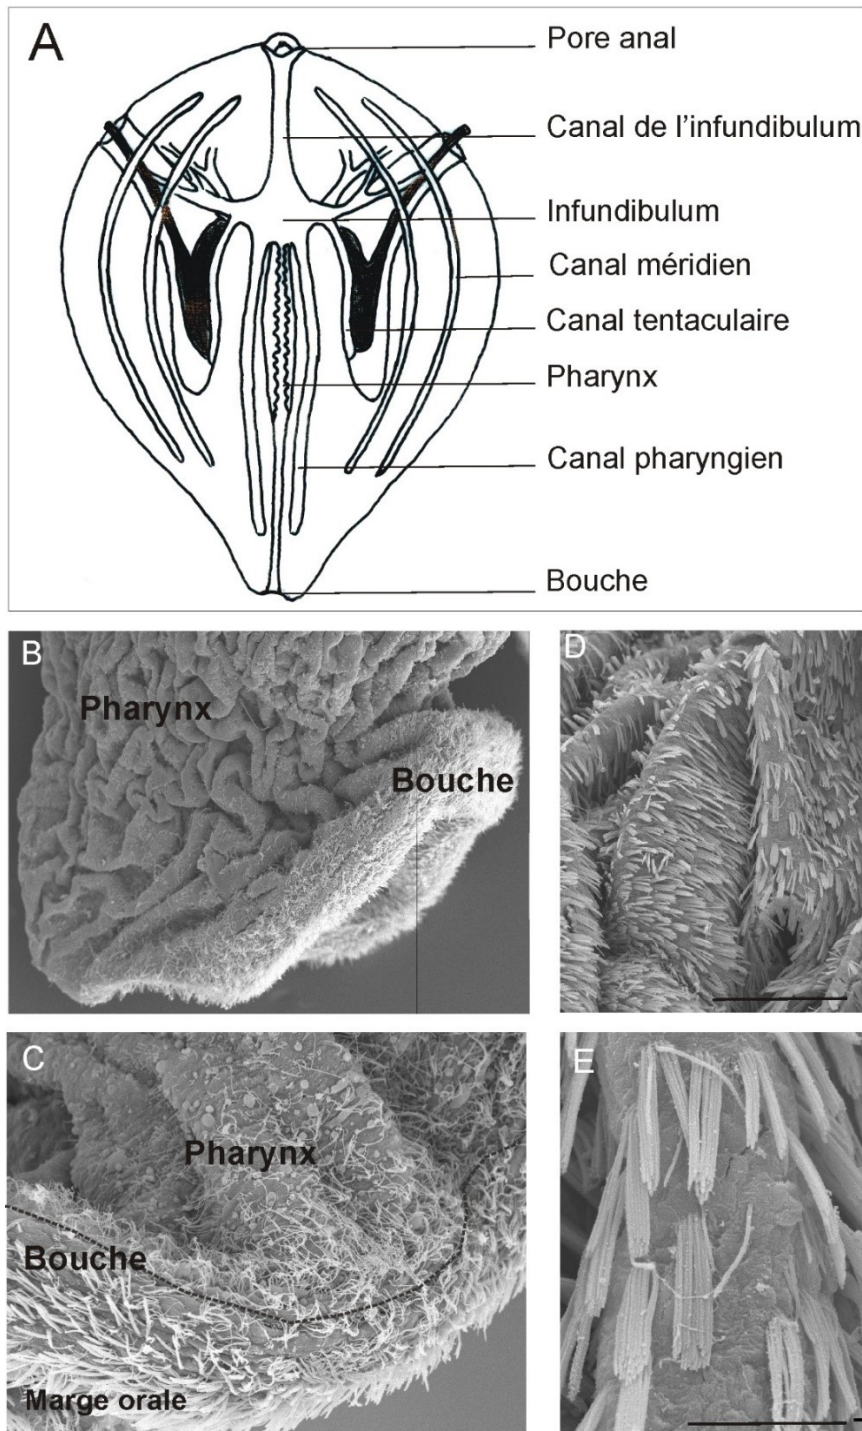 A
Pore anal
Canal de l'infundibulum
Infundibulum
Canal méridien
Canal tentaculaire
Pharynx
Canal pharyngien
Bouche
B
Pharynx
Bouche
D
C
Pharynx
Bouche
Marge orale
E